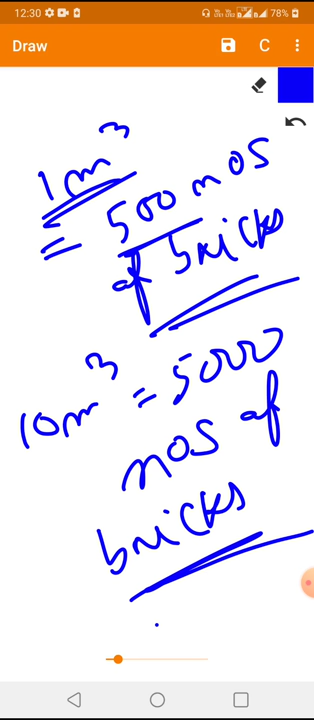 12:30 78%
Draw C
1m³
= 500 nos
of bricks
10m³ = 5000
nos of
bricks